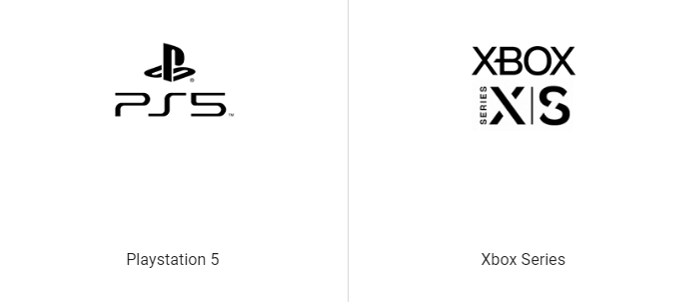 PS5
Playstation 5
XBOX
SERIES X|S
Xbox Series